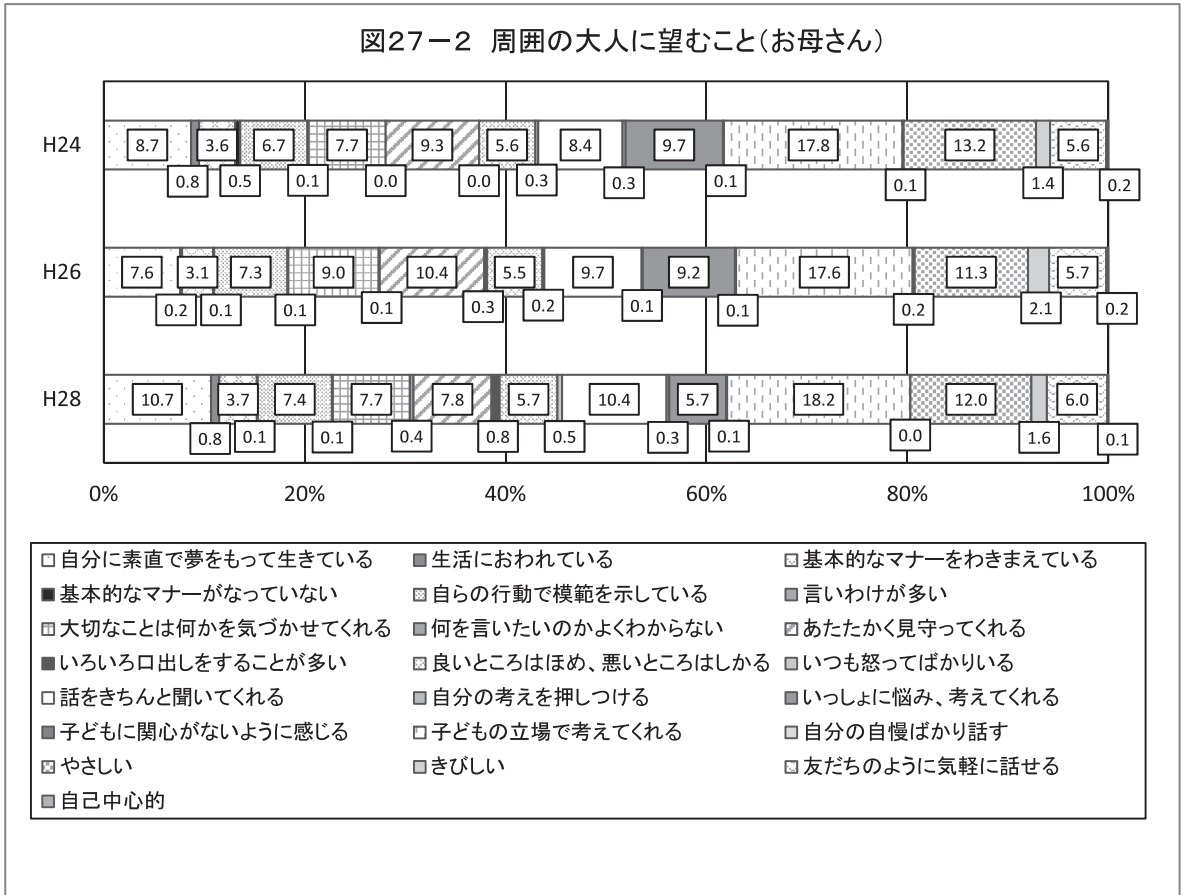 図27－2 周囲の大人に望むこと（お母さん）
H24
8.7 3.6 6.7 7.7 9.3 5.6 8.4 9.7 17.8 13.2 5.6
0.8 0.5 0.1 0.0 0.0 0.3 0.3 0.1 0.1 1.4 0.2
H26
7.6 3.1 7.3 9.0 10.4 5.5 9.7 9.2 17.6 11.3 5.7
0.2 0.1 0.1 0.1 0.3 0.2 0.1 0.1 0.2 2.1 0.2
H28
10.7 3.7 7.4 7.7 7.8 5.7 10.4 5.7 18.2 12.0 6.0
0.8 0.1 0.1 0.4 0.8 0.5 0.3 0.1 0.0 1.6 0.1
0% 20% 40% 60% 80% 100%
自分に素直で夢をもって生きている 生活におわれている 基本的なマナーをわきまえている
基本的なマナーがなっていない 自らの行動で模範を示している 言いわけが多い
大切なことは何かを気づかせてくれる 何を言いたいのかよくわからない あたたかく見守ってくれる
いろいろ口出しをすることが多い 良いところはほめ、悪いところはしかる いつも怒ってばかりいる
話をきちんと聞いてくれる 自分の考えを押しつける いっしょに悩み、考えてくれる
子どもに関心がないように感じる 子どもの立場で考えてくれる 自分の自慢ばかり話す
やさしい きびしい 友だちのように気軽に話せる
自己中心的